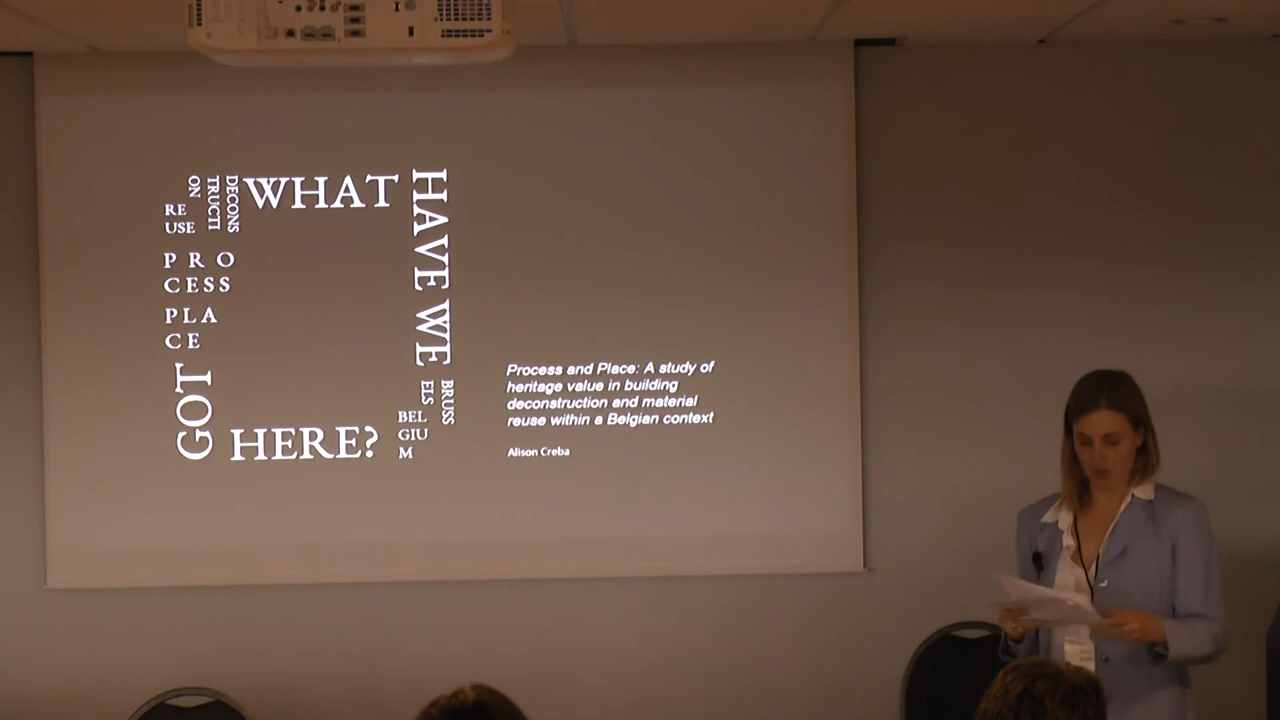 DECONS
TRUCTI
ON
RE
USE
P R O
CESS
PLA
CE
WHAT
HAVE WE
GOT
HERE?
BRUSS
ELS
BEL
GIU
M
Process and Place: A study of
heritage value in building
deconstruction and material
reuse within a Belgian context
Alison Creba